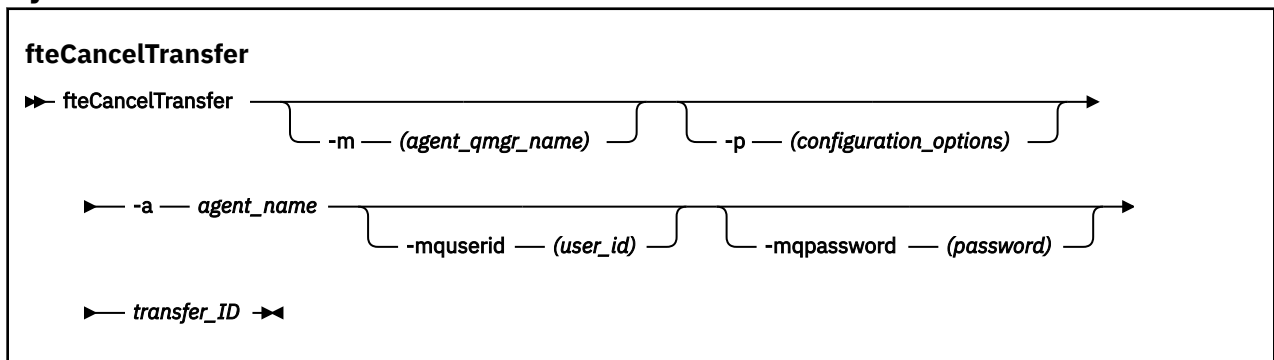 fteCancelTransfer
fteCancelTransfer
-m (agent_qmgr_name) -p (configuration_options)
-a agent_name
-mquserid (user_id) -mqpassword (password)
transfer_ID